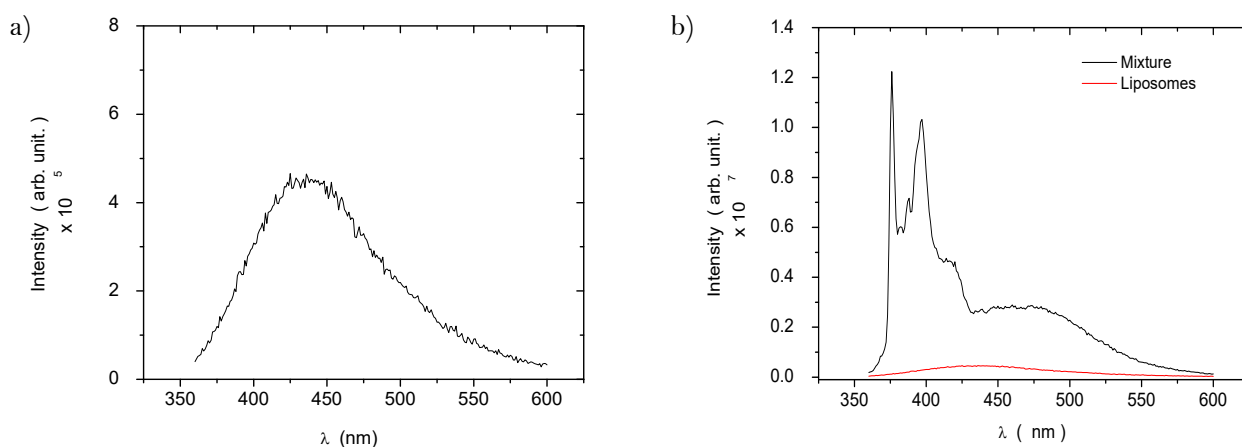 a)
8
6
4
2
0
350 400 450 500 550 600
Intensity ( arb. unit. )
x 10 5
λ (nm)
b)
1.4
1.2
1.0
0.8
0.6
0.4
0.2
0.0
350 400 450 500 550 600
Intensity ( arb. unit. )
x 10 7
λ ( nm)
Mixture
Liposomes